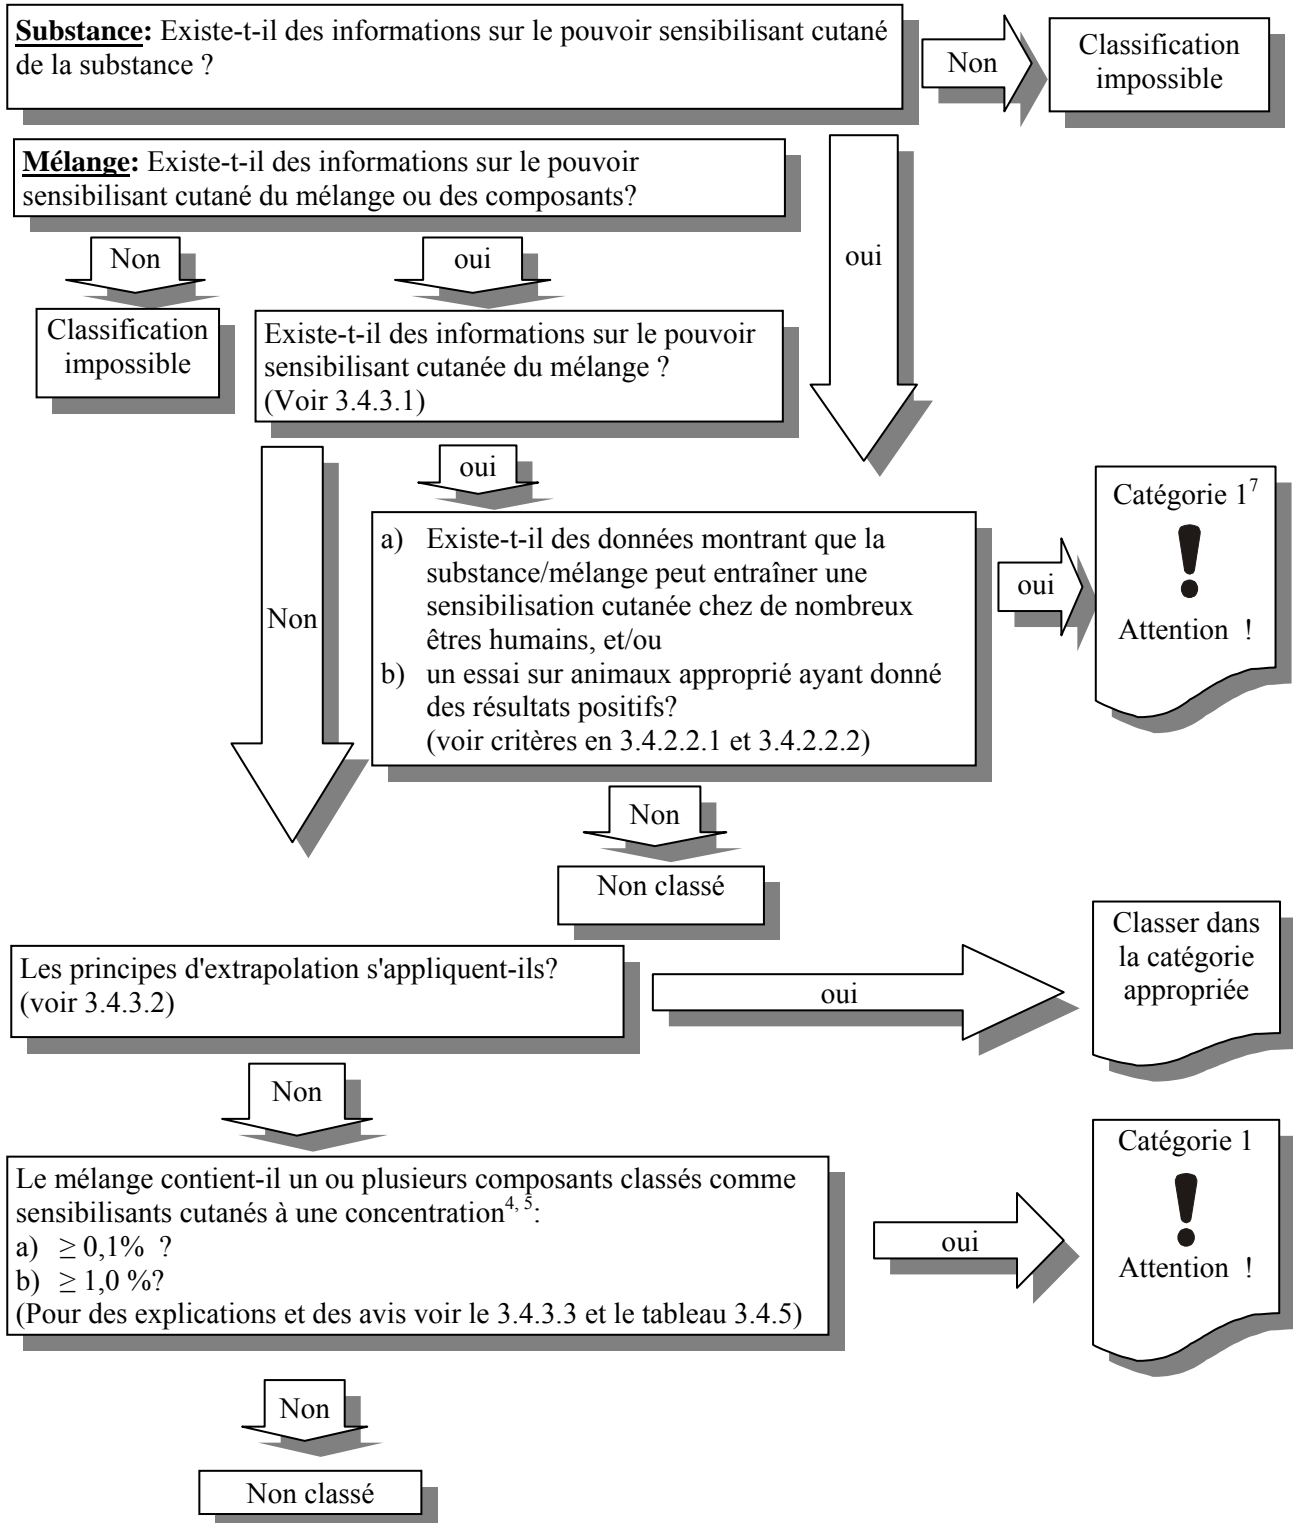 Substance: Existe-t-il des informations sur le pouvoir sensibilisant cutané
de la substance ?
Non
Classification
impossible
Mélange: Existe-t-il des informations sur le pouvoir
sensibilisant cutané du mélange ou des composants?
oui
Non
oui
Classification
impossible
Existe-t-il des informations sur le pouvoir
sensibilisant cutanée du mélange ?
(Voir 3.4.3.1)
Non
oui
a) Existe-t-il des données montrant que la
substance/mélange peut entraîner une
sensibilisation cutanée chez de nombreux
êtres humains, et/ou
b) un essai sur animaux approprié ayant donné
des résultats positifs?
(voir critères en 3.4.2.2.1 et 3.4.2.2.2)
oui
Catégorie 1⁷
!
Attention !
Non
Non classé
Les principes d'extrapolation s'appliquent-ils?
(voir 3.4.3.2)
oui
Classer dans
la catégorie
appropriée
Non
Le mélange contient-il un ou plusieurs composants classés comme
sensibilisants cutanés à une concentration⁴, ⁵:
a) ≥ 0,1% ?
b) ≥ 1,0 %?
(Pour des explications et des avis voir le 3.4.3.3 et le tableau 3.4.5)
oui
Catégorie 1
!
Attention !
Non
Non classé